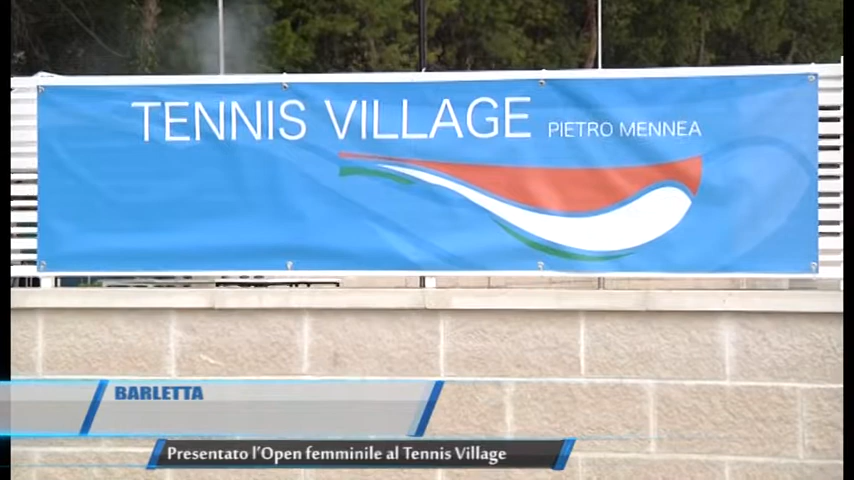 TENNIS VILLAGE PIETRO MENNEA
BARLETTA
Presentato l'Open femminile al Tennis Village